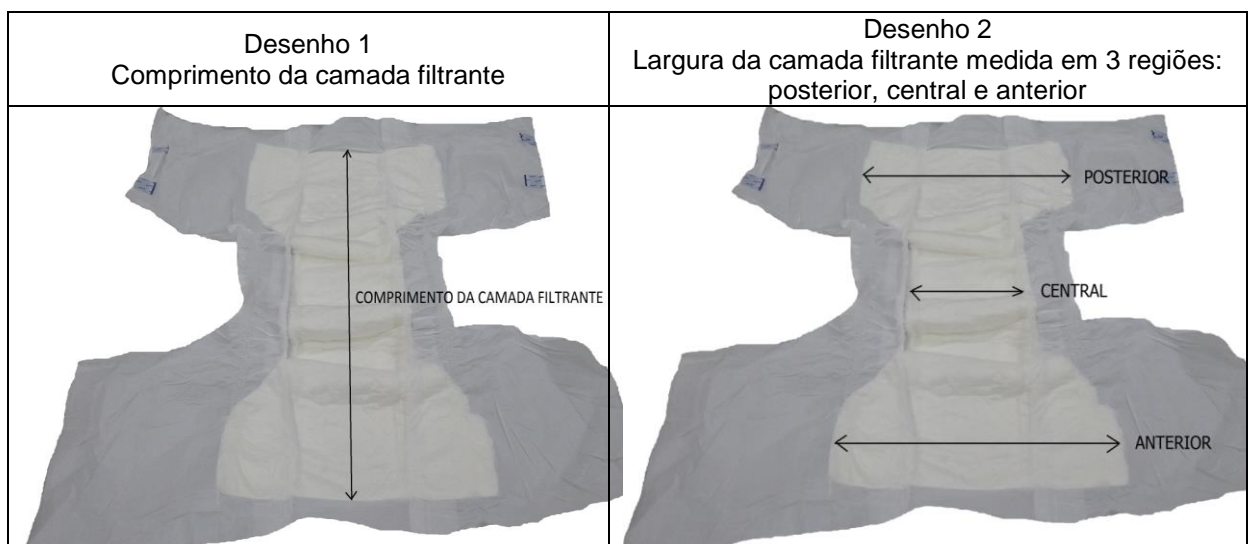 Desenho 1
Comprimento da camada filtrante
Desenho 2
Largura da camada filtrante medida em 3 regiões:
posterior, central e anterior
COMPRIMENTO DA CAMADA FILTRANTE
POSTERIOR
CENTRAL
ANTERIOR